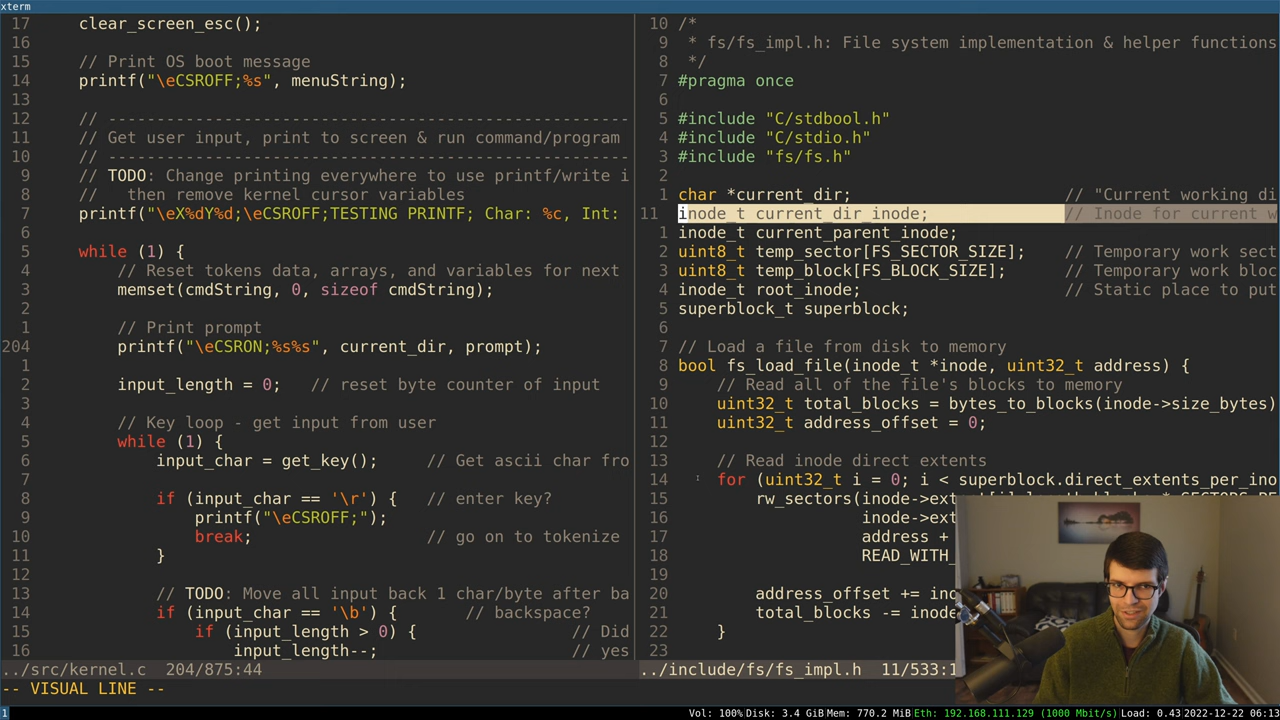 xterm
17 clear_screen_esc();
16
15 // Print OS boot message
14 printf("\eCSROFF;%s", menuString);
13
12 // ---------------------------------------------------
11 // Get user input, print to screen & run command/program
10 // ---------------------------------------------------
9 // TODO: Change printing everywhere to use printf/write i
8 // then remove kernel cursor variables
7 printf("\eX%dY%d;\eCSROFF;TESTING PRINTF; Char: %c, Int:
6
5 while (1) {
4 // Reset tokens data, arrays, and variables for next
3 memset(cmdString, 0, sizeof cmdString);
2
1 // Print prompt
204 printf("\eCSRON;%s%s", current_dir, prompt);
1
2 input_length = 0; // reset byte counter of input
3
4 // Key loop - get input from user
5 while (1) {
6 input_char = get_key(); // Get ascii char fro
7
8 if (input_char == '\r') { // enter key?
9 printf("\eCSROFF;");
10 break; // go on to tokenize
11 }
12
13 // TODO: Move all input back 1 char/byte after ba
14 if (input_char == '\b') { // backspace?
15 if (input_length > 0) { // Did
16 input_length--; // yes
../src/kernel.c 204/875:44
-- VISUAL LINE --
10 /*
9 * fs/fs_impl.h: File system implementation & helper functions
8 */
7 #pragma once
6
5 #include "C/stdbool.h"
4 #include "C/stdio.h"
3 #include "fs/fs.h"
2
1 char *current_dir; // "Current working di
11 inode_t current_dir_inode; // Inode for current w
1 inode_t current_parent_inode;
2 uint8_t temp_sector[FS_SECTOR_SIZE]; // Temporary work sect
3 uint8_t temp_block[FS_BLOCK_SIZE]; // Temporary work bloc
4 inode_t root_inode; // Static place to put
5 superblock_t superblock;
6
7 // Load a file from disk to memory
8 bool fs_load_file(inode_t *inode, uint32_t address) {
9 // Read all of the file's blocks to memory
10 uint32_t total_blocks = bytes_to_blocks(inode->size_bytes)
11 uint32_t address_offset = 0;
12
13 // Read inode direct extents
14 for (uint32_t i = 0; i < superblock.direct_extents_per_ino
15 rw_sectors(inode->ex
16 inode->ext
17 address +
18 READ_WITH_
19
20 address_offset += ino
21 total_blocks -= inode
22 }
23
../include/fs/fs_impl.h 11/533:1
1 Vol: 100% Disk: 3.4 GiB Mem: 770.2 MiB Eth: 192.168.111.129 (1000 Mbit/s) Load: 0.43 2022-12-22 06:13